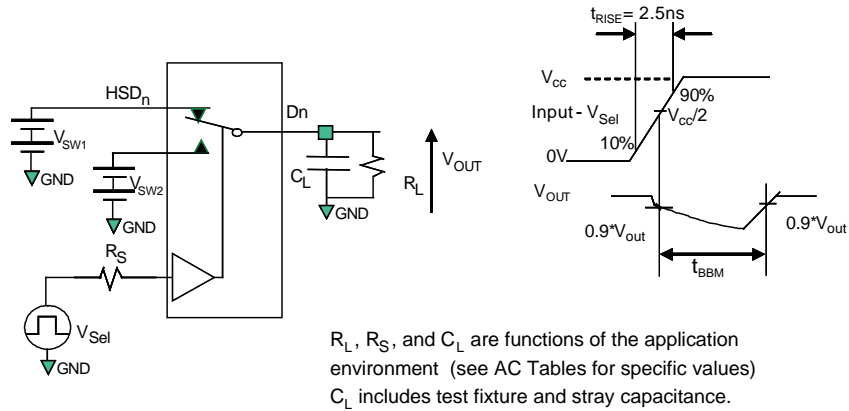 tRISE = 2.5ns
HSDn
Dn
VSW1
GND
VSW2
GND
CL
RL
GND
VOUT
RS
VSel
GND
Vcc
90%
Input - VSel
Vcc/2
10%
0V
VOUT
0.9*Vout
0.9*Vout
tBBM
RL, RS, and CL are functions of the application
environment (see AC Tables for specific values)
CL includes test fixture and stray capacitance.